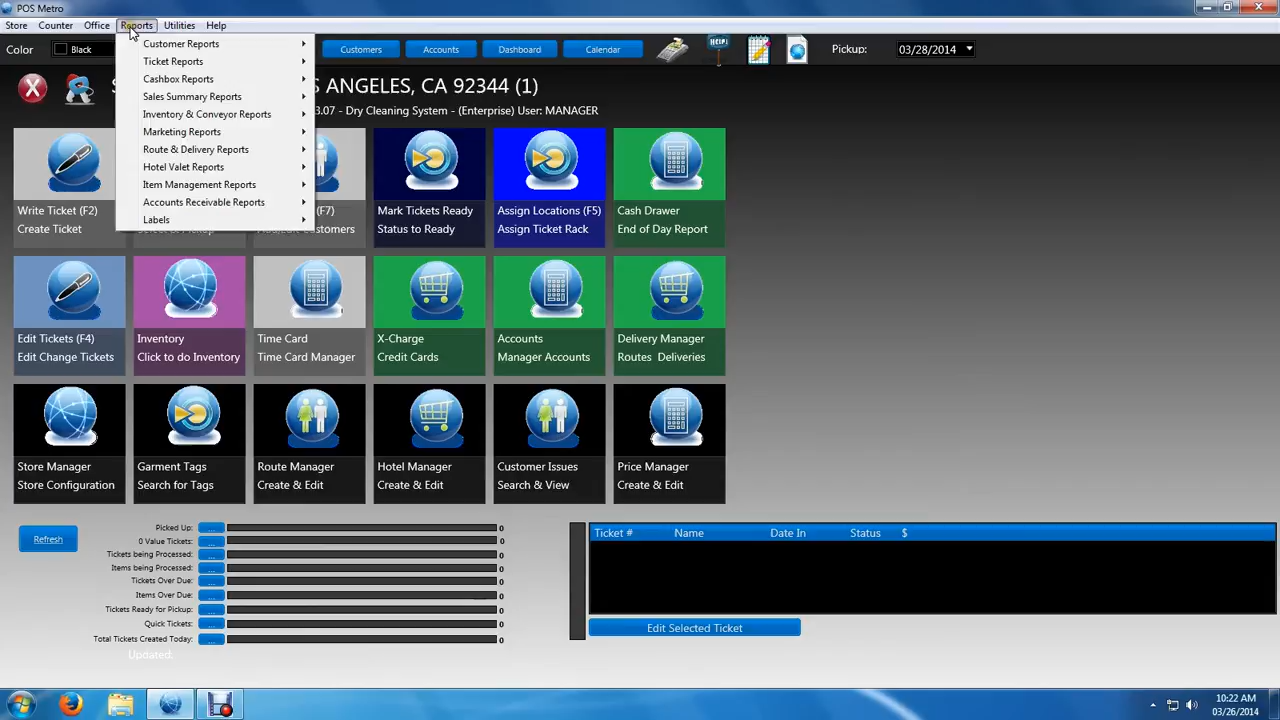 POS Metro
Store Counter Office Reports Utilities Help
Color Black Customers Accounts Dashboard Calendar HELP! Pickup: 03/28/2014
Customer Reports
Ticket Reports
Cashbox Reports
Sales Summary Reports
Inventory & Conveyor Reports
Marketing Reports
Route & Delivery Reports
Hotel Valet Reports
Item Management Reports
Accounts Receivable Reports
Labels
S ANGELES, CA 92344 (1)
3.07 - Dry Cleaning System - (Enterprise) User: MANAGER
Write Ticket (F2)
Create Ticket
(F7)
Customers
Mark Tickets Ready
Status to Ready
Assign Locations (F5)
Assign Ticket Rack
Cash Drawer
End of Day Report
Edit Tickets (F4)
Edit Change Tickets
Inventory
Click to do Inventory
Time Card
Time Card Manager
X-Charge
Credit Cards
Accounts
Manager Accounts
Delivery Manager
Routes Deliveries
Store Manager
Store Configuration
Garment Tags
Search for Tags
Route Manager
Create & Edit
Hotel Manager
Create & Edit
Customer Issues
Search & View
Price Manager
Create & Edit
Refresh
Picked Up: ... 0
0 Value Tickets: ... 0
Tickets being Processed: ... 0
Items being Processed: ... 0
Tickets Over Due: ... 0
Items Over Due: ... 0
Tickets Ready for Pickup: ... 0
Quick Tickets: ... 0
Total Tickets Created Today: ... 0
Updated:
Ticket # Name Date In Status $
Edit Selected Ticket
10:22 AM
03/26/2014